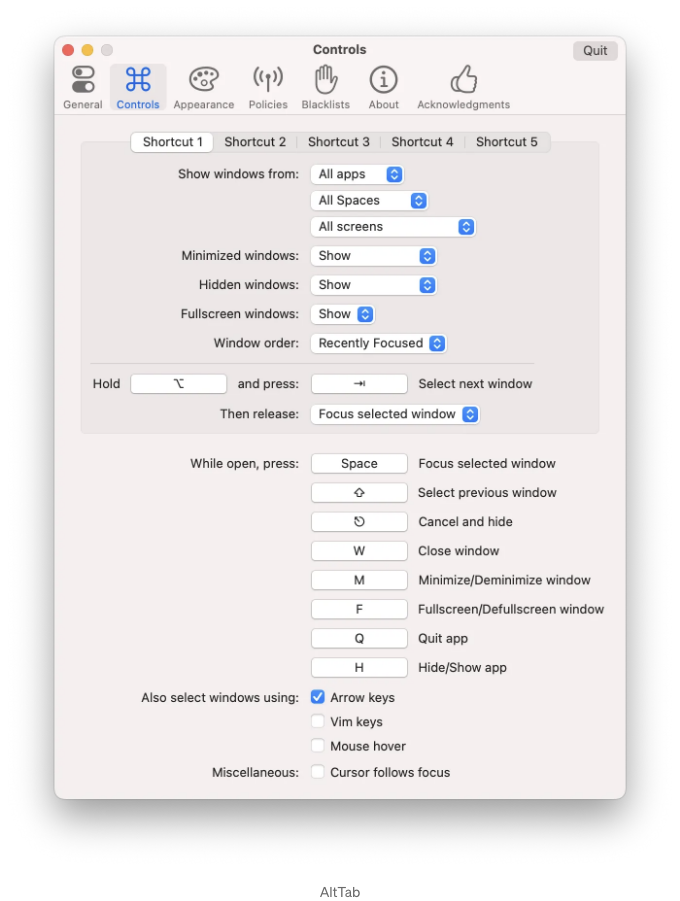 Controls
Quit
General Controls Appearance Policies Blacklists About Acknowledgments
Shortcut 1 Shortcut 2 Shortcut 3 Shortcut 4 Shortcut 5
Show windows from: All apps
All Spaces
All screens
Minimized windows: Show
Hidden windows: Show
Fullscreen windows: Show
Window order: Recently Focused
Hold ⌥ and press: ⇥ Select next window
Then release: Focus selected window
While open, press: Space Focus selected window
⇧ Select previous window
⎋ Cancel and hide
W Close window
M Minimize/Deminimize window
F Fullscreen/Defullscreen window
Q Quit app
H Hide/Show app
Also select windows using: Arrow keys
Vim keys
Mouse hover
Miscellaneous: Cursor follows focus
AltTab